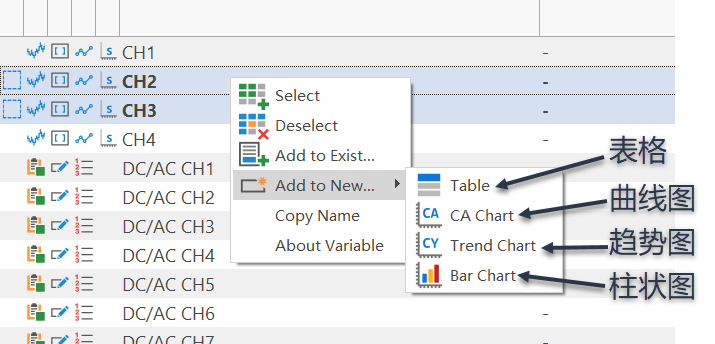 CH1 -
CH2 -
CH3 -
CH4
DC/AC CH1
DC/AC CH2
DC/AC CH3
DC/AC CH4
DC/AC CH5
DC/AC CH6 -
DC/AC CH7
Select
Deselect
Add to Exist...
Add to New...
Copy Name
About Variable
Table
CA CA Chart
CY Trend Chart
Bar Chart
表格
曲线图
趋势图
柱状图